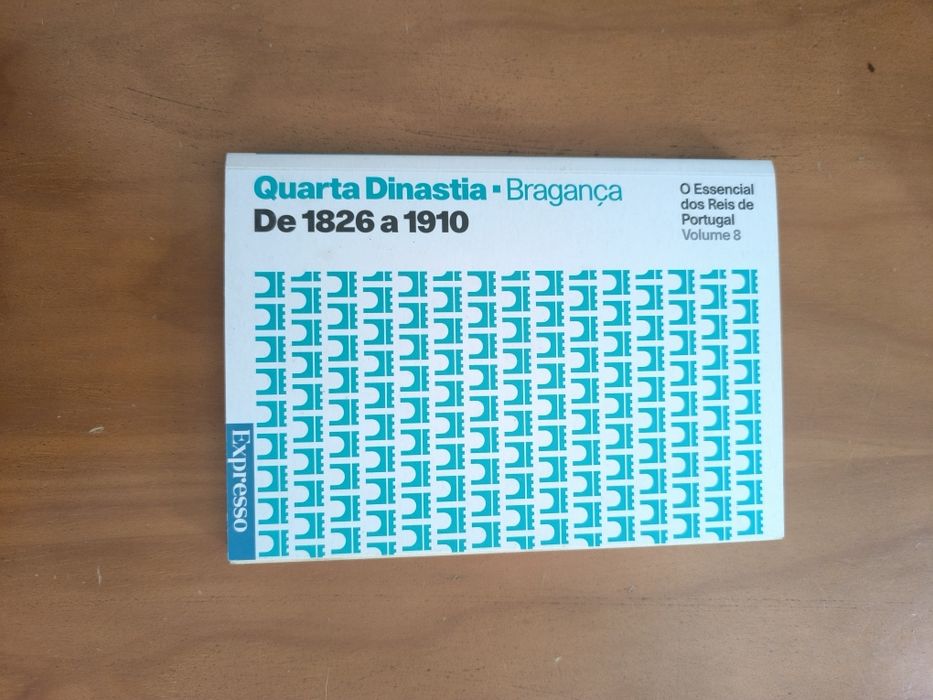 Quarta Dinastia ▪ Bragança
De 1826 a 1910
O Essencial
dos Reis de
Portugal
Volume 8
Expresso